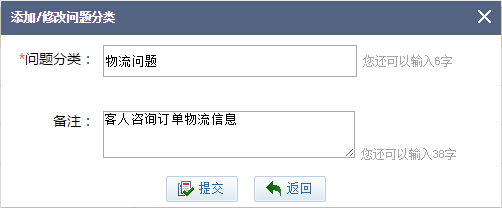 添加/修改问题分类
*问题分类： 物流问题 您还可以输入6字
备注： 客人咨询订单物流信息
您还可以输入38字
提交 返回